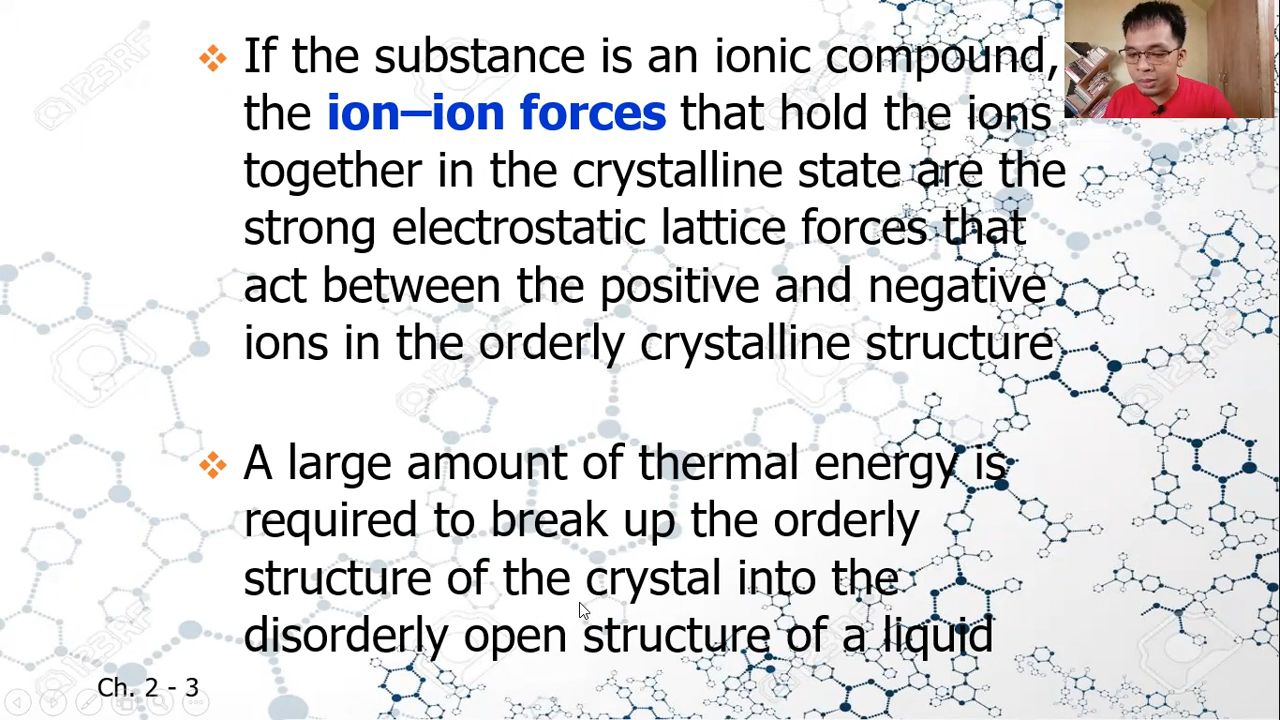 ❖ If the substance is an ionic compound,
the ion–ion forces that hold the ions
together in the crystalline state are the
strong electrostatic lattice forces that
act between the positive and negative
ions in the orderly crystalline structure
❖ A large amount of thermal energy is
required to break up the orderly
structure of the crystal into the
disorderly open structure of a liquid
Ch. 2 - 3
123RF